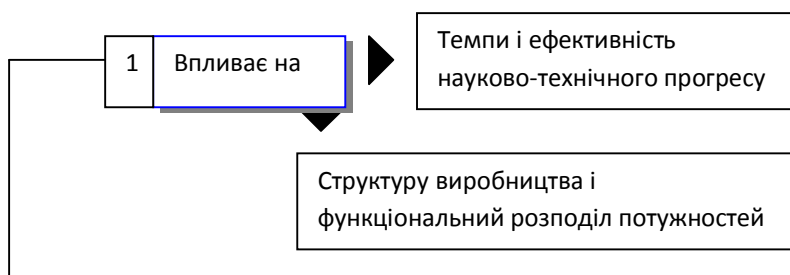 1
Впливає на
Темпи і ефективність
науково-технічного прогресу
Структуру виробництва і
функціональний розподіл потужностей